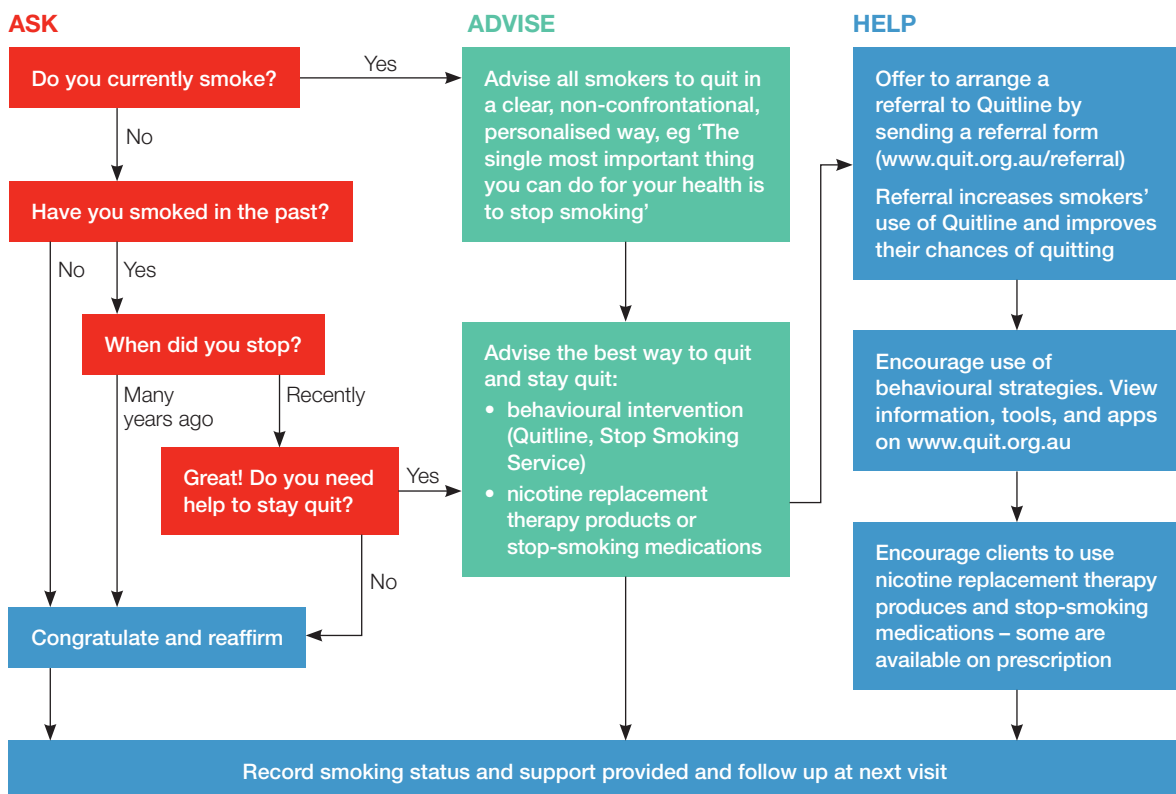 ASK
Do you currently smoke?
Yes
No
Have you smoked in the past?
No
Yes
When did you stop?
Many
years ago
Recently
Great! Do you need
help to stay quit?
Yes
No
Congratulate and reaffirm
ADVISE
Advise all smokers to quit in
a clear, non-confrontational,
personalised way, eg ‘The
single most important thing
you can do for your health is
to stop smoking’
Advise the best way to quit
and stay quit:
• behavioural intervention
(Quitline, Stop Smoking
Service)
• nicotine replacement
therapy products or
stop-smoking medications
HELP
Offer to arrange a
referral to Quitline by
sending a referral form
(www.quit.org.au/referral)
Referral increases smokers’
use of Quitline and improves
their chances of quitting
Encourage use of
behavioural strategies. View
information, tools, and apps
on www.quit.org.au
Encourage clients to use
nicotine replacement therapy
produces and stop-smoking
medications – some are
available on prescription
Record smoking status and support provided and follow up at next visit